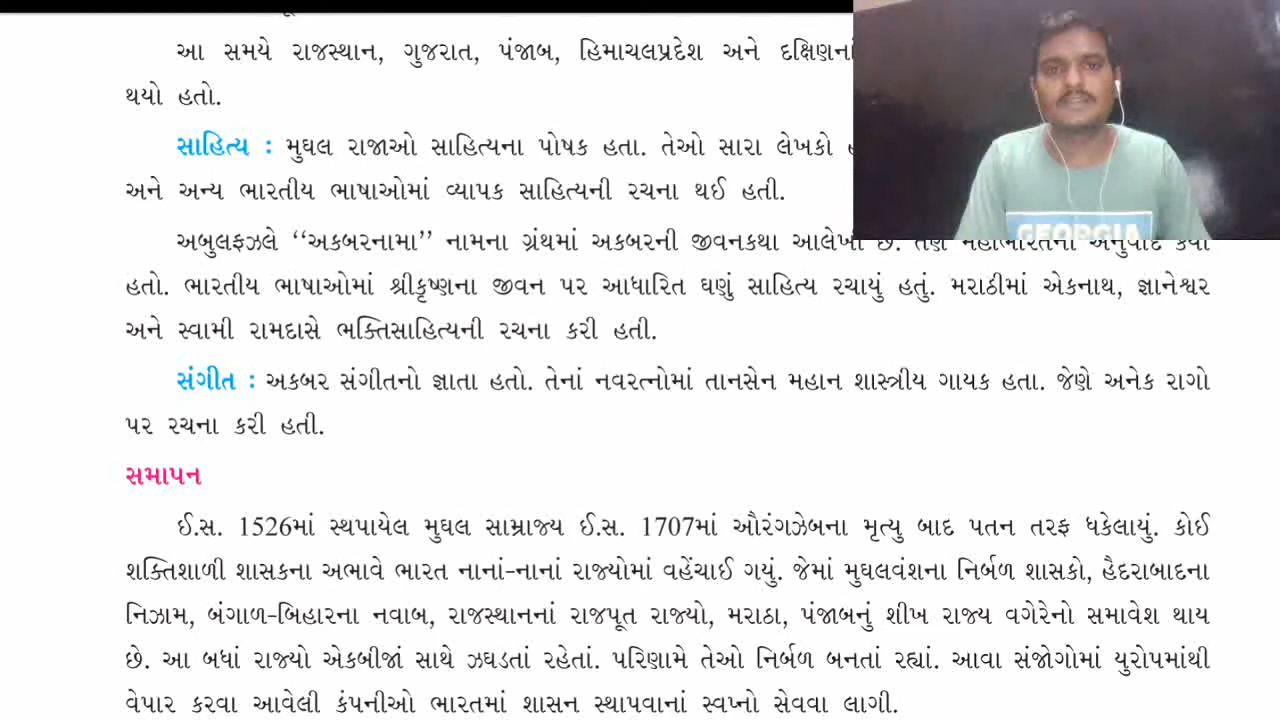 આ સમયે રાજસ્થાન, ગુજરાત, પંજાબ, હિમાચલપ્રદેશ અને દક્ષિણનાં
થયો હતો.
સાહિત્ય : મુઘલ રાજાઓ સાહિત્યના પોષક હતા. તેઓ સારા લેખકો
અને અન્ય ભારતીય ભાષાઓમાં વ્યાપક સાહિત્યની રચના થઈ હતી.
અબુલફઝલે ‘‘અકબરનામા’’ નામના ગ્રંથમાં અકબરની જીવનકથા આલેખી છે. તેણે મહાભારતનો અનુવાદ કર્યો
હતો. ભારતીય ભાષાઓમાં શ્રીકૃષ્ણના જીવન પર આધારિત ઘણું સાહિત્ય રચાયું હતું. મરાઠીમાં એકનાથ, જ્ઞાનેશ્વર
અને સ્વામી રામદાસે ભક્તિસાહિત્યની રચના કરી હતી.
સંગીત : અકબર સંગીતનો જ્ઞાતા હતો. તેનાં નવરત્નોમાં તાનસેન મહાન શાસ્ત્રીય ગાયક હતા. જેણે અનેક રાગો
પર રચના કરી હતી.
સમાપન
ઈ.સ. 1526માં સ્થપાયેલ મુઘલ સામ્રાજ્ય ઈ.સ. 1707માં ઔરંગઝેબના મૃત્યુ બાદ પતન તરફ ધકેલાયું. કોઈ
શક્તિશાળી શાસકના અભાવે ભારત નાનાં-નાનાં રાજ્યોમાં વહેંચાઈ ગયું. જેમાં મુઘલવંશના નિર્બળ શાસકો, હૈદરાબાદના
નિઝામ, બંગાળ-બિહારના નવાબ, રાજસ્થાનનાં રાજપૂત રાજ્યો, મરાઠા, પંજાબનું શીખ રાજ્ય વગેરેનો સમાવેશ થાય
છે. આ બધાં રાજ્યો એકબીજાં સાથે ઝઘડતાં રહેતાં. પરિણામે તેઓ નિર્બળ બનતાં રહ્યાં. આવા સંજોગોમાં યુરોપમાંથી
વેપાર કરવા આવેલી કંપનીઓ ભારતમાં શાસન સ્થાપવાનાં સ્વપ્નો સેવવા લાગી.
GEORGIA